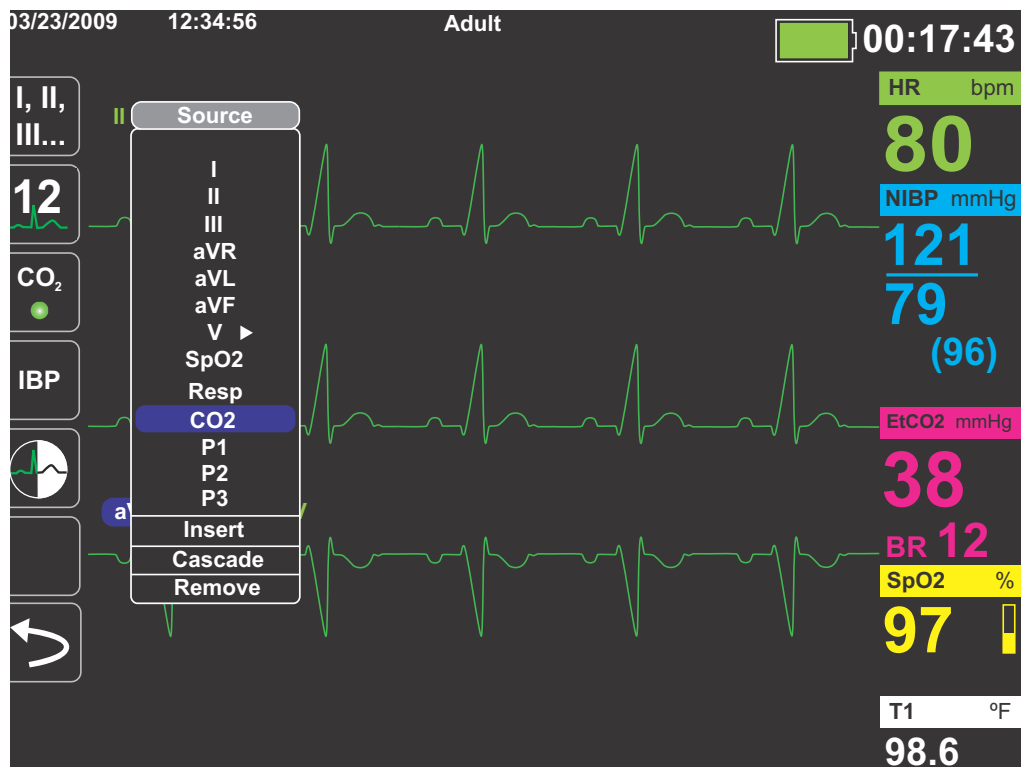 03/23/2009 12:34:56 Adult 00:17:43
I, II,
III...
12
CO₂
IBP
II
Source
I
II
III
aVR
aVL
aVF
V ▶
SpO2
Resp
CO2
P1
P2
P3
Insert
Cascade
Remove
HR bpm
80
NIBP mmHg
121
79
(96)
EtCO2 mmHg
38
BR 12
SpO2 %
97
T1 ºF
98.6